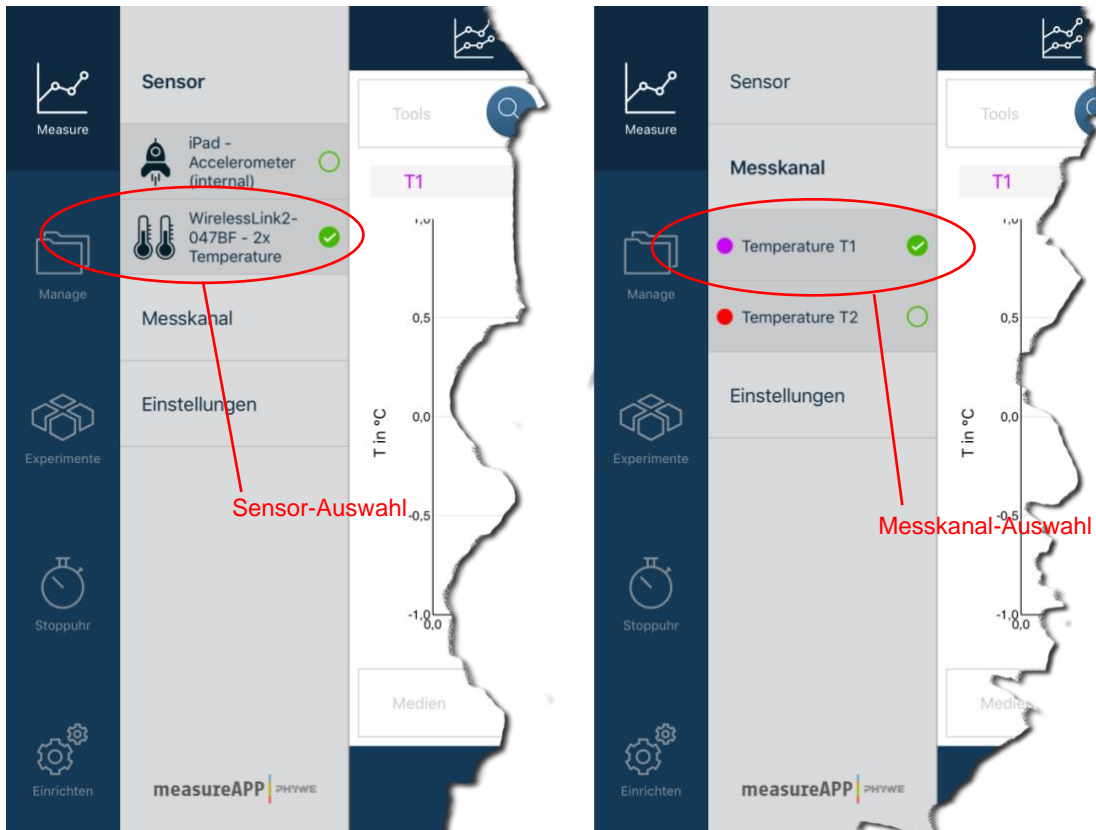 Measure
Manage
Experimente
Stoppuhr
Einrichten
Sensor
iPad -
Accelerometer
(internal)
WirelessLink2-
047BF - 2x
Temperature
Messkanal
Einstellungen
Sensor-Auswahl
measureAPP PHYWE
Tools
T1
1,0
0,5
0,0
-0,5
-1,0
0,0
T in °C
Medien
Measure
Manage
Experimente
Stoppuhr
Einrichten
Sensor
Messkanal
Temperature T1
Temperature T2
Einstellungen
Messkanal-Auswahl
measureAPP PHYWE
Tools
T1
1,0
0,5
0,0
-0,5
-1,0
0,0
T in °C
Medien